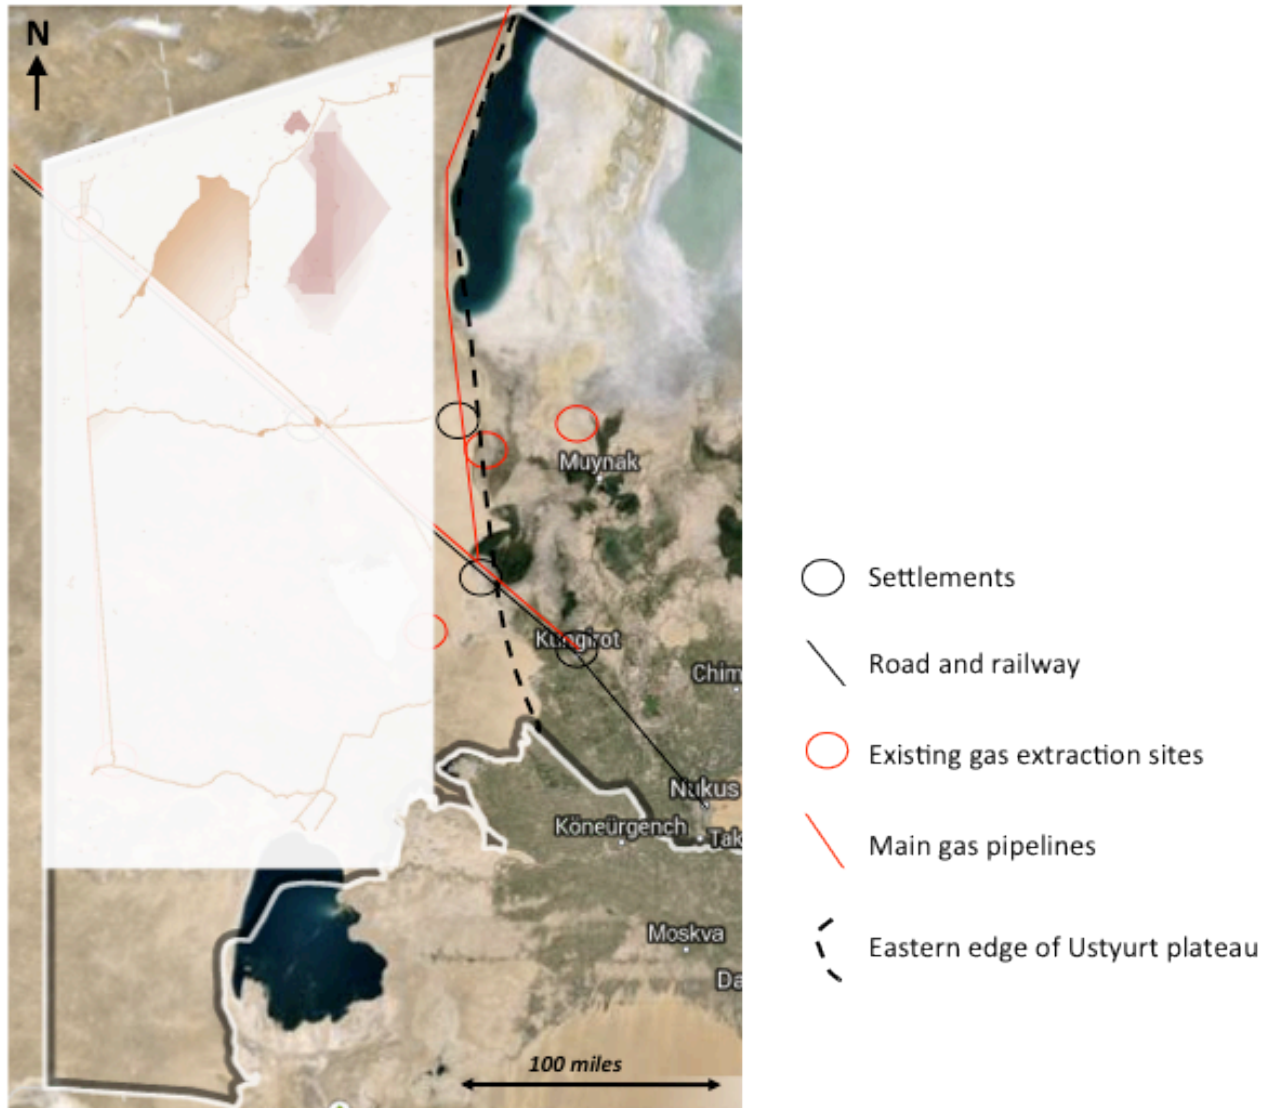 N
Muynak
Kungirot
Chim
Nukus
Köneürgench
Tak
Moskva
Da
100 miles
Settlements
Road and railway
Existing gas extraction sites
Main gas pipelines
Eastern edge of Ustyurt plateau